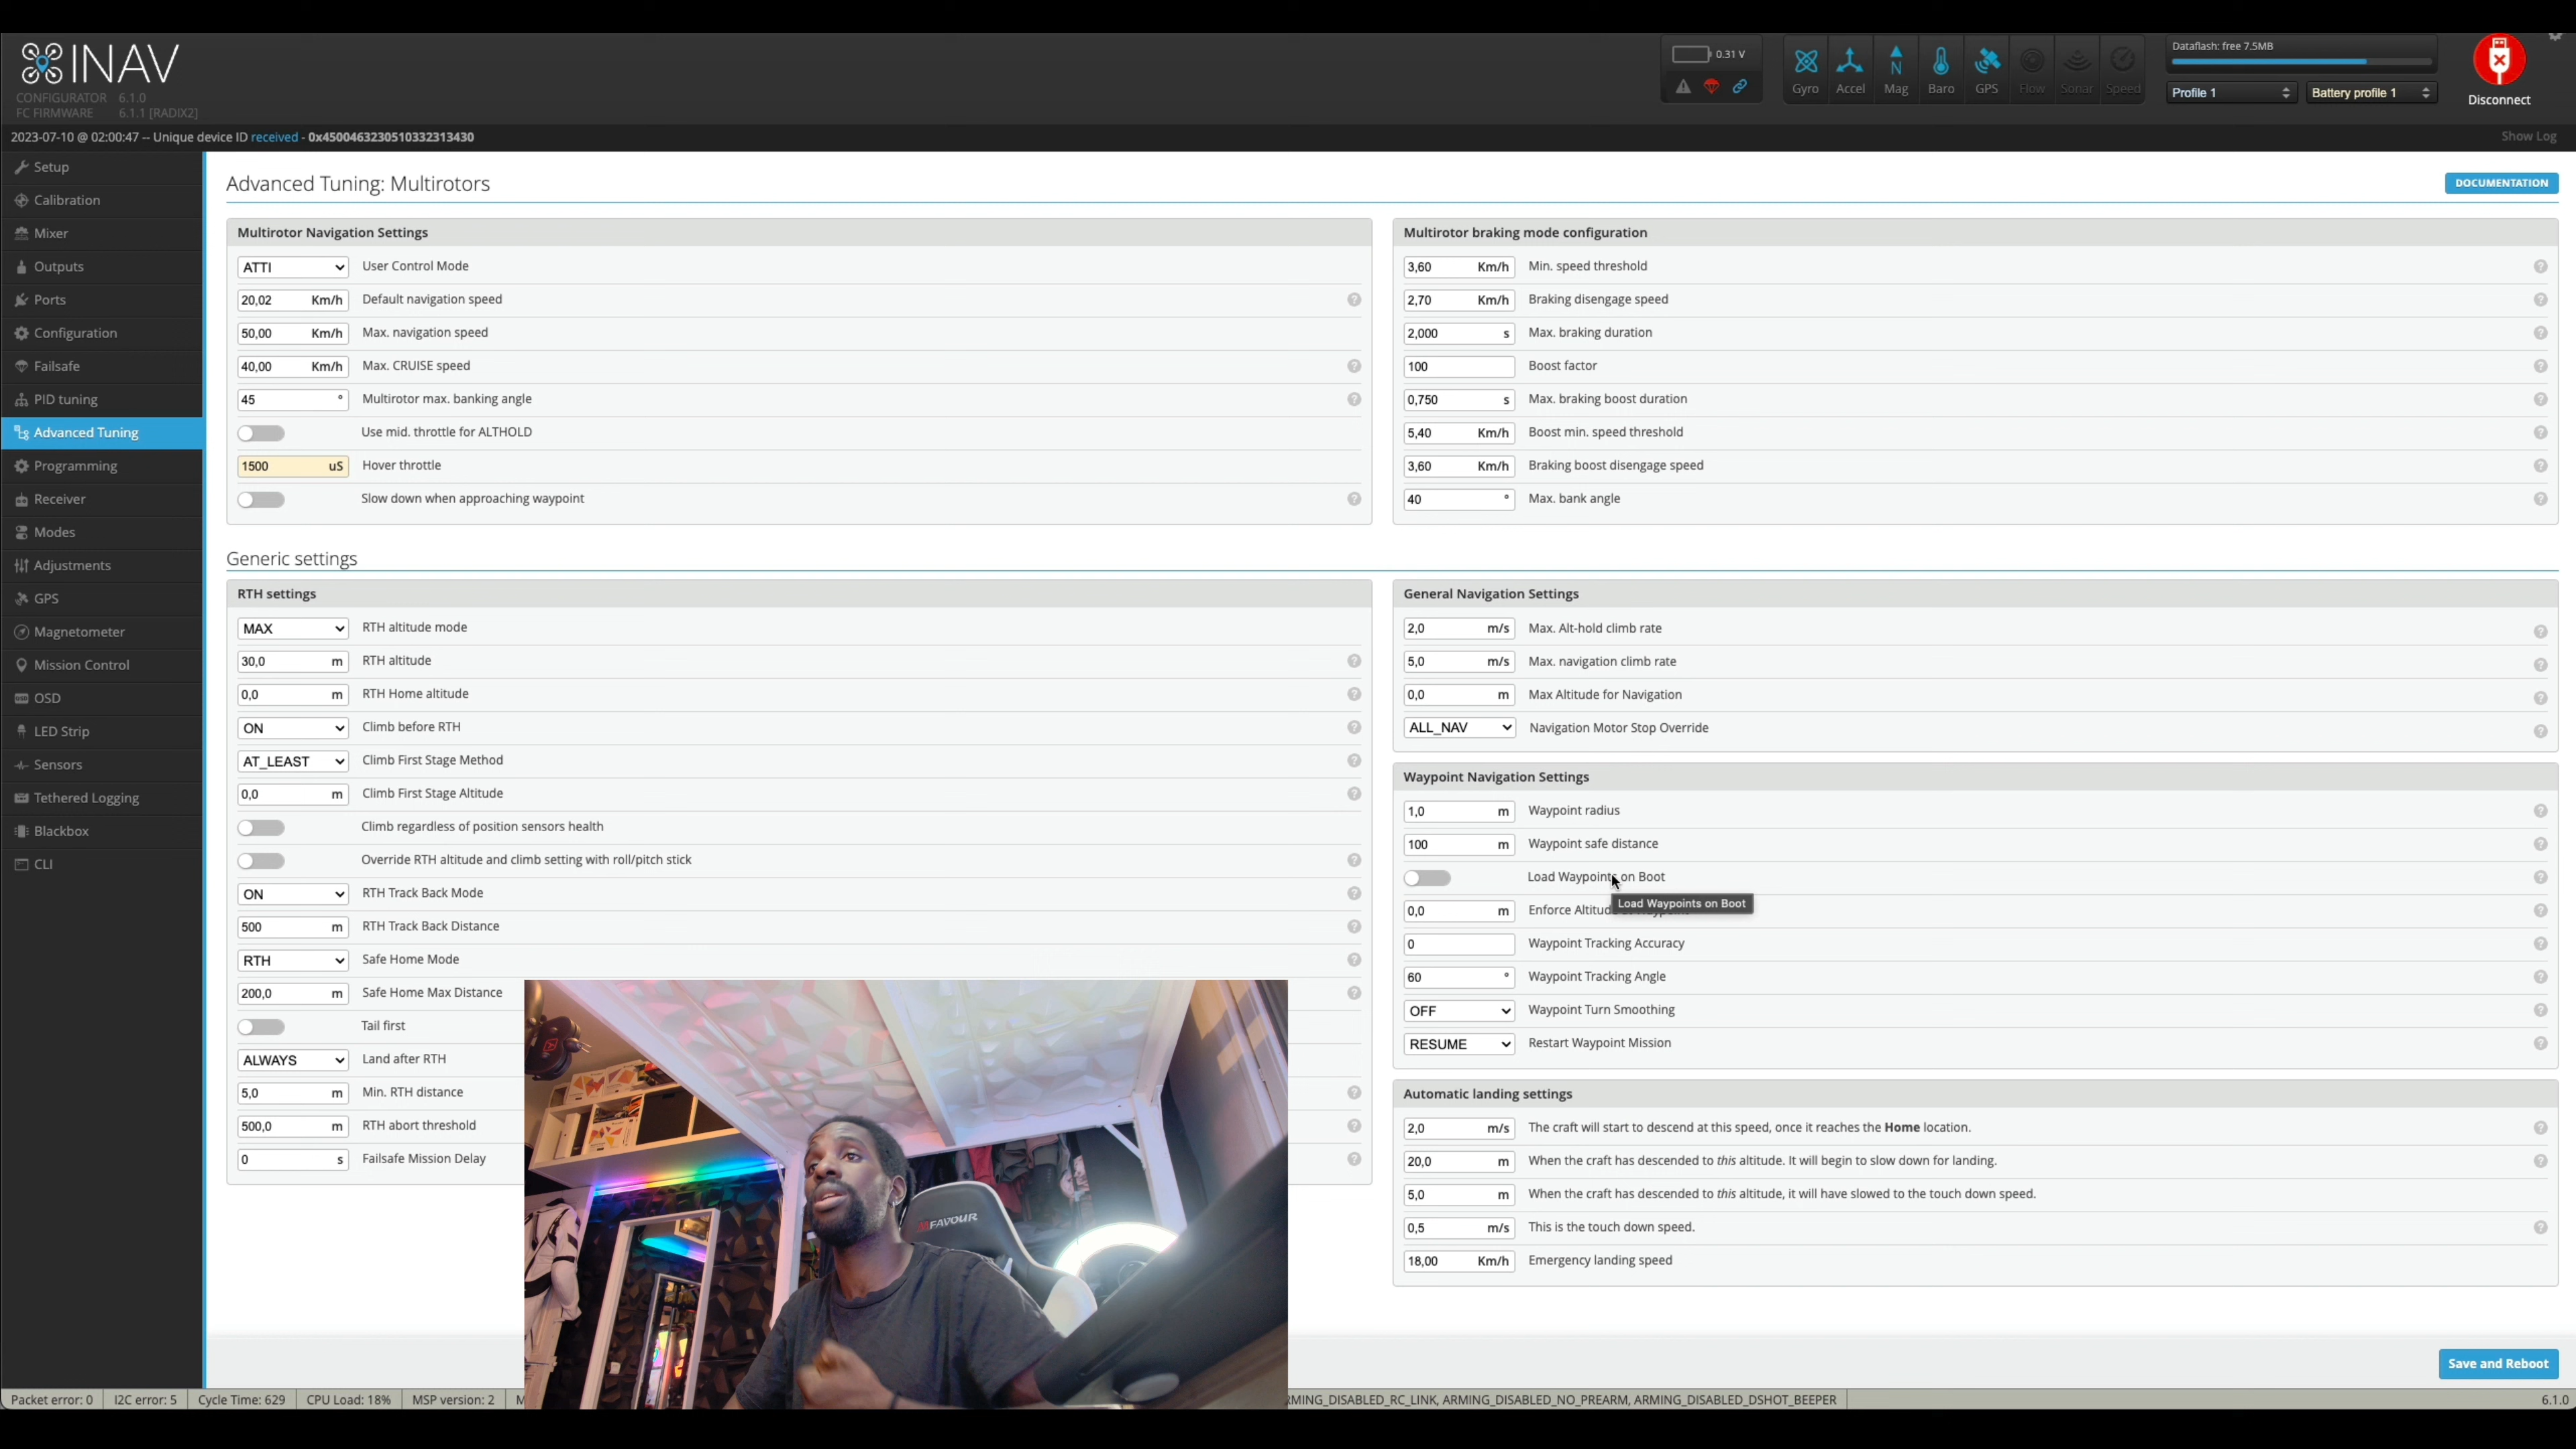 INAV
CONFIGURATOR 6.1.0
FC FIRMWARE 6.1.1 [RADIX2]
0.31 V
Gyro Accel Mag Baro GPS Flow Sonar Speed
Dataflash: free 7.5MB
Profile 1 Battery profile 1
Disconnect
2023-07-10 @ 02:00:47 -- Unique device ID received - 0x4500463230510332313430
Show Log
Setup
Calibration
Mixer
Outputs
Ports
Configuration
Failsafe
PID tuning
Advanced Tuning
Programming
Receiver
Modes
Adjustments
GPS
Magnetometer
Mission Control
OSD
LED Strip
Sensors
Tethered Logging
Blackbox
CLI
Advanced Tuning: Multirotors
DOCUMENTATION
Multirotor Navigation Settings
ATTI User Control Mode
20,02 Km/h Default navigation speed
50,00 Km/h Max. navigation speed
40,00 Km/h Max. CRUISE speed
45 ° Multirotor max. banking angle
Use mid. throttle for ALTHOLD
1500 uS Hover throttle
Slow down when approaching waypoint
Multirotor braking mode configuration
3,60 Km/h Min. speed threshold
2,70 Km/h Braking disengage speed
2,000 s Max. braking duration
100 Boost factor
0,750 s Max. braking boost duration
5,40 Km/h Boost min. speed threshold
3,60 Km/h Braking boost disengage speed
40 ° Max. bank angle
Generic settings
RTH settings
MAX RTH altitude mode
30,0 m RTH altitude
0,0 m RTH Home altitude
ON Climb before RTH
AT_LEAST Climb First Stage Method
0,0 m Climb First Stage Altitude
Climb regardless of position sensors health
Override RTH altitude and climb setting with roll/pitch stick
ON RTH Track Back Mode
500 m RTH Track Back Distance
RTH Safe Home Mode
200,0 m Safe Home Max Distance
Tail first
ALWAYS Land after RTH
5,0 m Min. RTH distance
500,0 m RTH abort threshold
0 s Failsafe Mission Delay
General Navigation Settings
2,0 m/s Max. Alt-hold climb rate
5,0 m/s Max. navigation climb rate
0,0 m Max Altitude for Navigation
ALL_NAV Navigation Motor Stop Override
Waypoint Navigation Settings
1,0 m Waypoint radius
100 m Waypoint safe distance
Load Waypoints on Boot
Load Waypoints on Boot
0,0 m Enforce
0 Waypoint Tracking Accuracy
60 ° Waypoint Tracking Angle
OFF Waypoint Turn Smoothing
RESUME Restart Waypoint Mission
Automatic landing settings
2,0 m/s The craft will start to descend at this speed, once it reaches the Home location.
20,0 m When the craft has descended to this altitude. It will begin to slow down for landing.
5,0 m When the craft has descended to this altitude, it will have slowed to the touch down speed.
0,5 m/s This is the touch down speed.
18,00 Km/h Emergency landing speed
Save and Reboot
Packet error: 0 I2C error: 5 Cycle Time: 629 CPU Load: 18% MSP version: 2 ARMING_DISABLED_NO_PREARM, ARMING_DISABLED_DSHOT_BEEPER 6.1.0